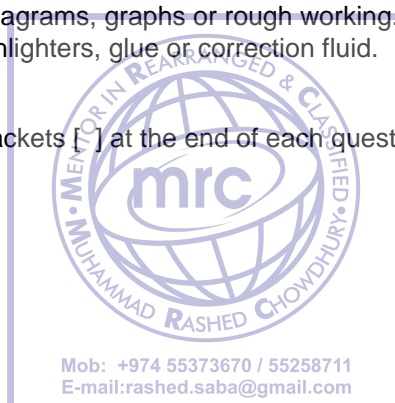 agrams, graphs or rough working.
hlighters, glue or correction fluid.
ackets [ ] at the end of each quest
MENTOR IN REARRANGED & CLASSIFIED
mrc
MUHAMMAD RASHED CHOWDHURY
Mob: +974 55373670 / 55258711
E-mail:rashed.saba@gmail.com